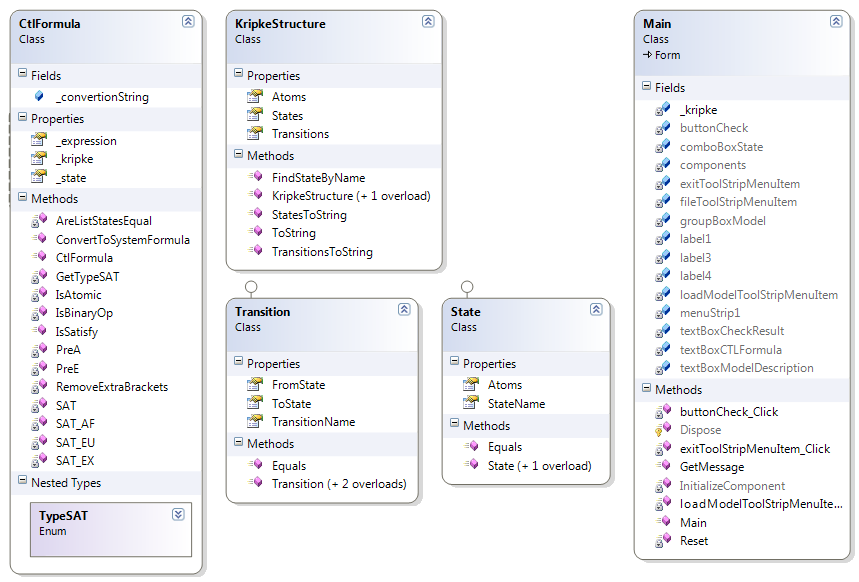 CtlFormula
Class
Fields
_convertionString
Properties
_expression
_kripke
_state
Methods
AreListStatesEqual
ConvertToSystemFormula
CtlFormula
GetTypeSAT
IsAtomic
IsBinaryOp
IsSatisfy
PreA
PreE
RemoveExtraBrackets
SAT
SAT_AF
SAT_EU
SAT_EX
Nested Types
TypeSAT
Enum
KripkeStructure
Class
Properties
Atoms
States
Transitions
Methods
FindStateByName
KripkeStructure (+ 1 overload)
StatesToString
ToString
TransitionsToString
Transition
Class
Properties
FromState
ToState
TransitionName
Methods
Equals
Transition (+ 2 overloads)
State
Class
Properties
Atoms
StateName
Methods
Equals
State (+ 1 overload)
Main
Class
Form
Fields
_kripke
buttonCheck
comboBoxState
components
exitToolStripMenuItem
fileToolStripMenuItem
groupBoxModel
label1
label3
label4
loadModelToolStripMenuItem
menuStrip1
textBoxCheckResult
textBoxCTLFormula
textBoxModelDescription
Methods
buttonCheck_Click
Dispose
exitToolStripMenuItem_Click
GetMessage
InitializeComponent
loadModelToolStripMenuIte...
Main
Reset